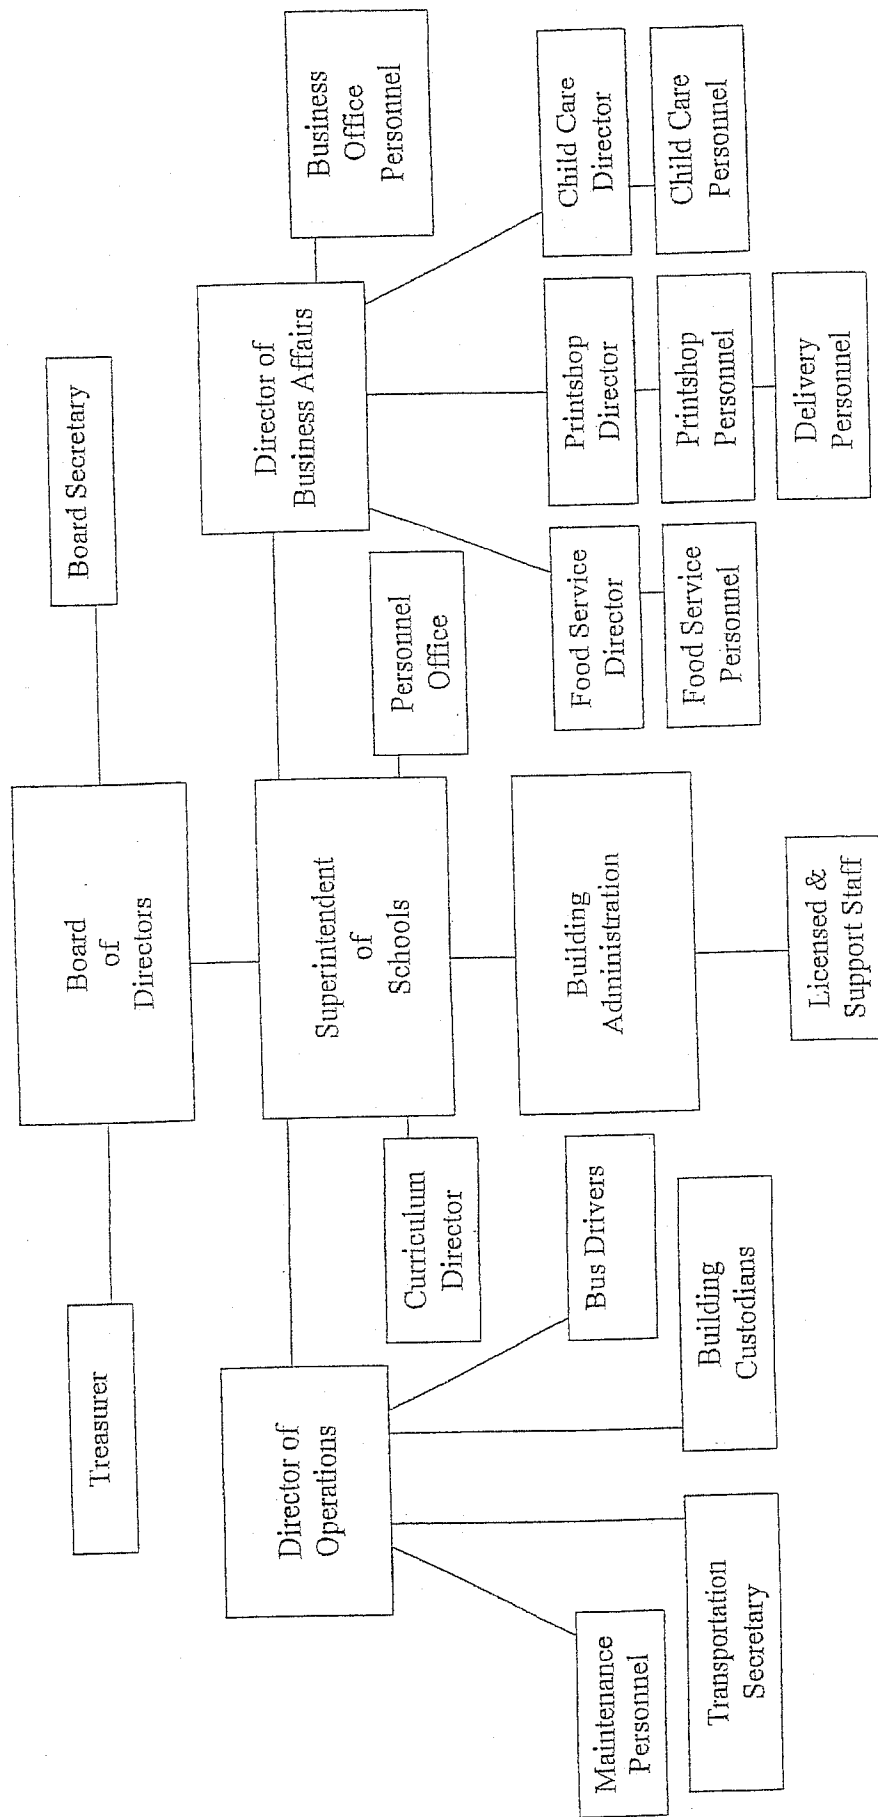 Board
of
Directors
Treasurer
Board Secretary
Superintendent
of
Schools
Director of
Operations
Director of
Business Affairs
Business
Office
Personnel
Curriculum
Director
Personnel
Office
Building
Administration
Maintenance
Personnel
Transportation
Secretary
Building
Custodians
Bus Drivers
Food Service
Director
Food Service
Personnel
Printshop
Director
Printshop
Personnel
Delivery
Personnel
Child Care
Director
Child Care
Personnel
Licensed &
Support Staff